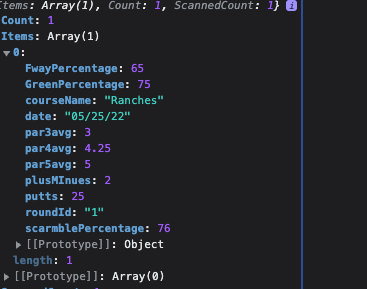 Items: Array(1), Count: 1, ScannedCount: 1} i
Count: 1
Items: Array(1)
0:
FwayPercentage: 65
GreenPercentage: 75
courseName: "Ranches"
date: "05/25/22"
par3avg: 3
par4avg: 4.25
par5avg: 5
plusMInues: 2
putts: 25
roundId: "1"
scarmblePercentage: 76
[[Prototype]]: Object
length: 1
[[Prototype]]: Array(0)